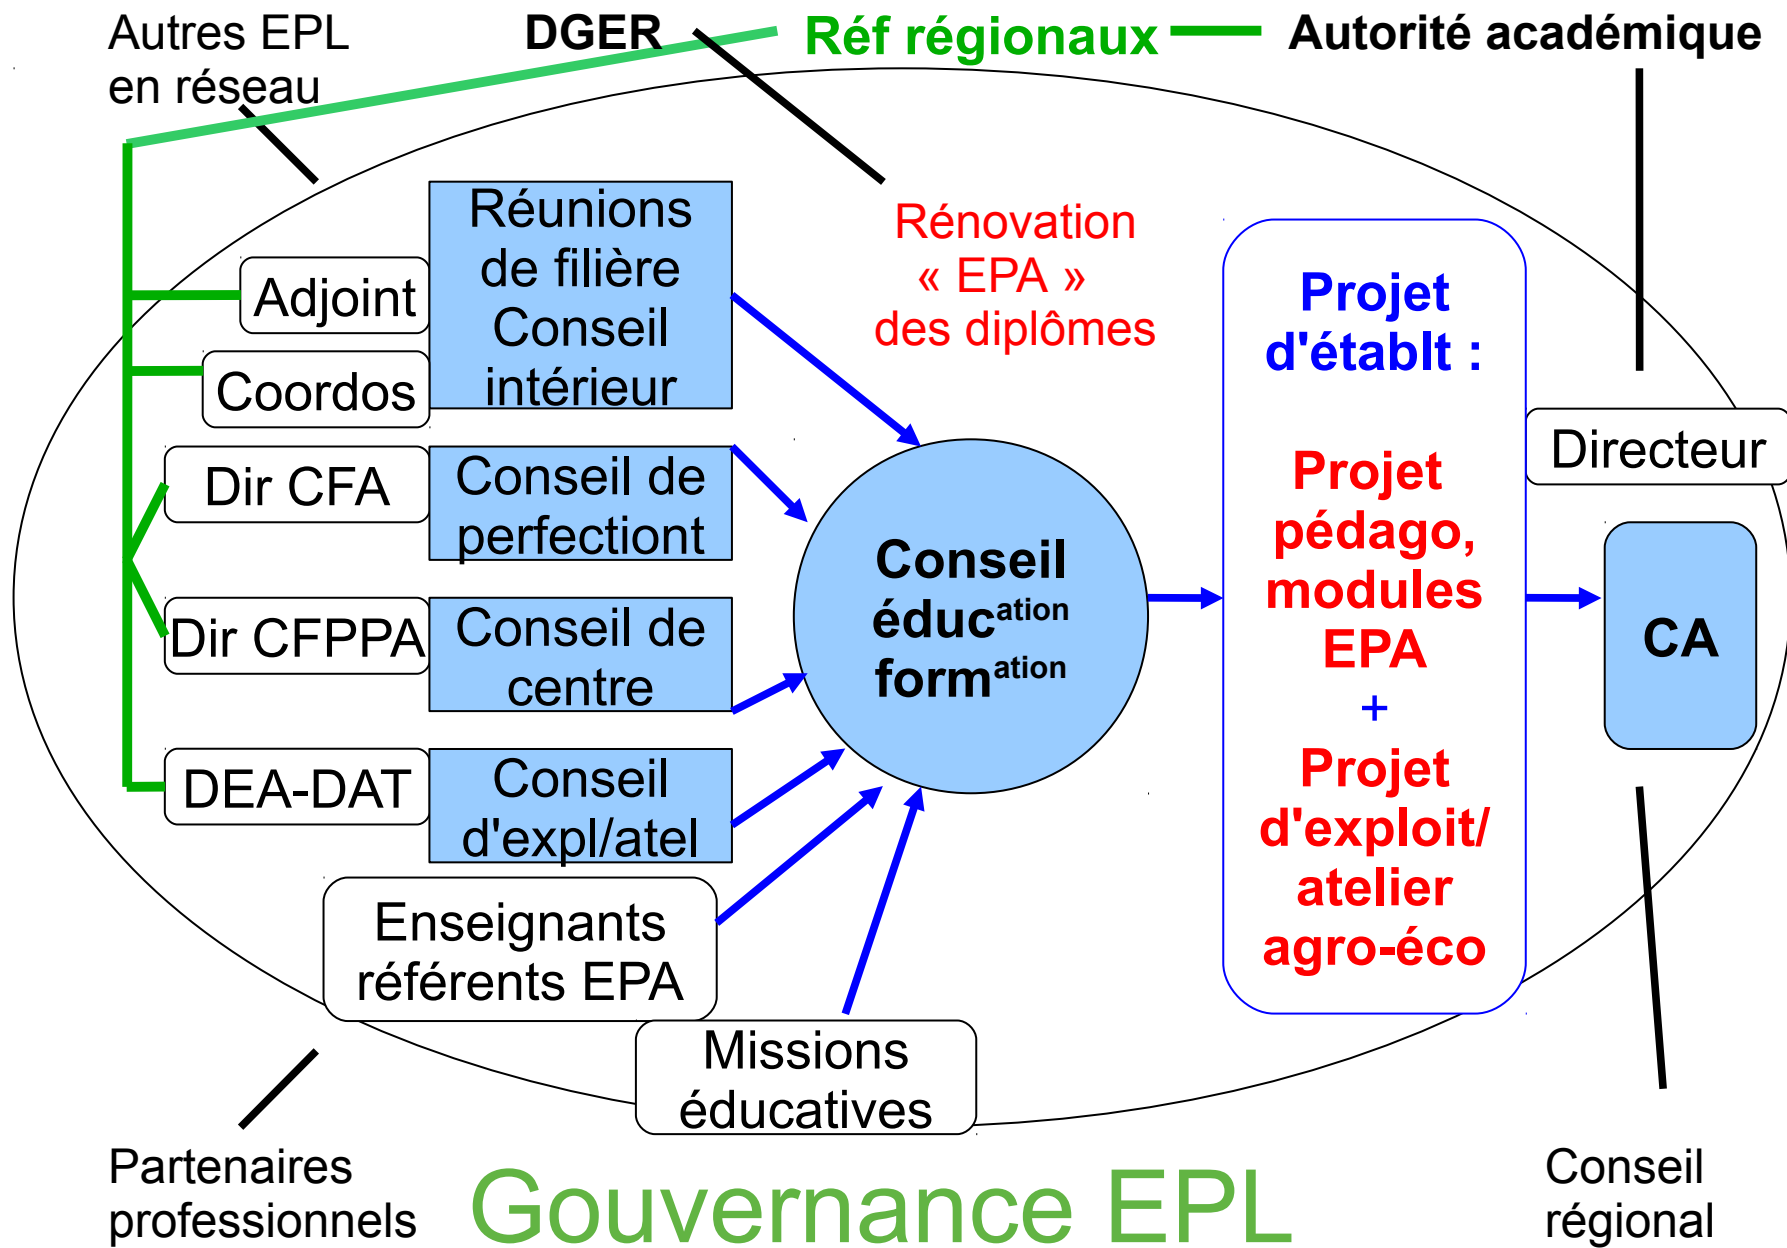 Autres EPL
en réseau
DGER
Réf régionaux
Autorité académique
Réunions
de filière
Conseil
intérieur
Adjoint
Coordos
Rénovation
« EPA »
des diplômes
Dir CFA
Conseil de
perfectiont
Dir CFPPA
Conseil de
centre
DEA-DAT
Conseil
d'expl/atel
Enseignants
référents EPA
Missions
éducatives
Conseil
éducation
formation
Projet
d'établt :
Projet
pédago,
modules
EPA
+
Projet
d'exploit/
atelier
agro-éco
Directeur
CA
Partenaires
professionnels
Gouvernance EPL
Conseil
régional